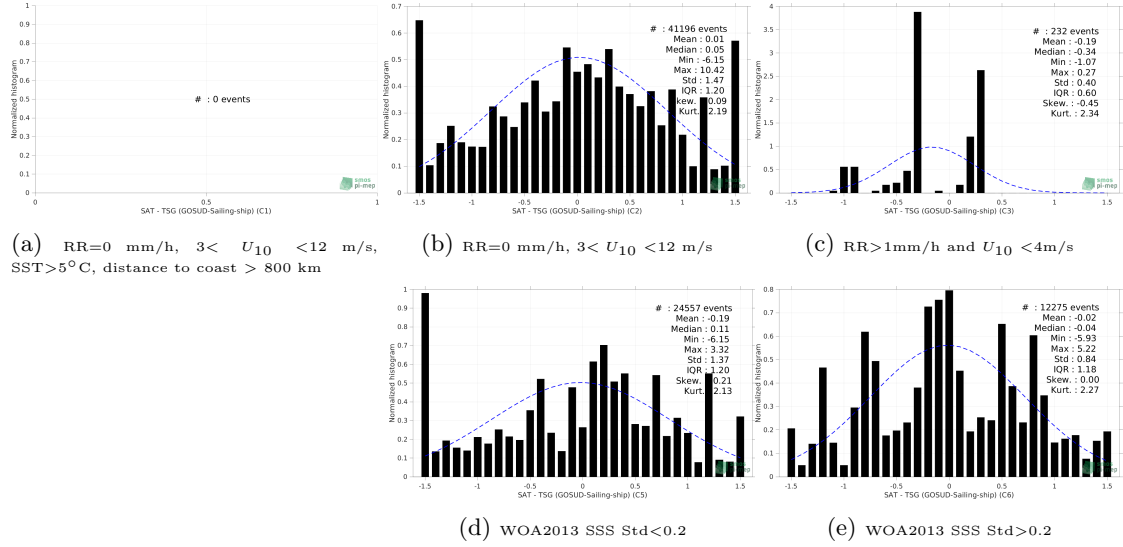 Normalized histogram
1
0.9
0.8
0.7
0.6
0.5
0.4
0.3
0.2
0.1
0
# : 0 events
smos
pi-mep
0 0.5 1
SAT - TSG (GOSUD-Sailing-ship) (C1)
(a) RR=0 mm/h, 3< U10 <12 m/s,
SST>5°C, distance to coast > 800 km
Normalized histogram
0.7
0.6
0.5
0.4
0.3
0.2
0.1
0
# : 41196 events
Mean : 0.01
Median : 0.05
Min : -6.15
Max : 10.42
Std : 1.47
IQR : 1.20
kew. 0.09
Kurt. 2.19
smos
pi-mep
-1.5 -1 -0.5 0 0.5 1 1.5
SAT - TSG (GOSUD-Sailing-ship) (C2)
(b) RR=0 mm/h, 3< U10 <12 m/s
Normalized histogram
4
3.5
3
2.5
2
1.5
1
0.5
0
# : 232 events
Mean : -0.19
Median : -0.34
Min : -1.07
Max : 0.27
Std : 0.40
IQR : 0.60
Skew. : -0.45
Kurt. : 2.34
smos
pi-mep
-1.5 -1 -0.5 0 0.5 1 1.5
SAT - TSG (GOSUD-Sailing-ship) (C3)
(c) RR>1mm/h and U10 <4m/s
Normalized histogram
1
0.9
0.8
0.7
0.6
0.5
0.4
0.3
0.2
0.1
0
# : 24557 events
Mean : -0.19
Median : 0.11
Min : -6.15
Max : 3.32
Std : 1.37
IQR : 1.20
Skew. 0.21
Kurt. 2.13
smos
pi-mep
-1.5 -1 -0.5 0 0.5 1 1.5
SAT - TSG (GOSUD-Sailing-ship) (C5)
(d) WOA2013 SSS Std<0.2
Normalized histogram
0.8
0.7
0.6
0.5
0.4
0.3
0.2
0.1
0
# : 12275 events
Mean : -0.02
Median : -0.04
Min : -5.93
Max : 5.22
Std : 0.84
IQR : 1.18
Skew. : 0.00
Kurt. : 2.27
smos
pi-mep
-1.5 -1 -0.5 0 0.5 1 1.5
SAT - TSG (GOSUD-Sailing-ship) (C6)
(e) WOA2013 SSS Std>0.2